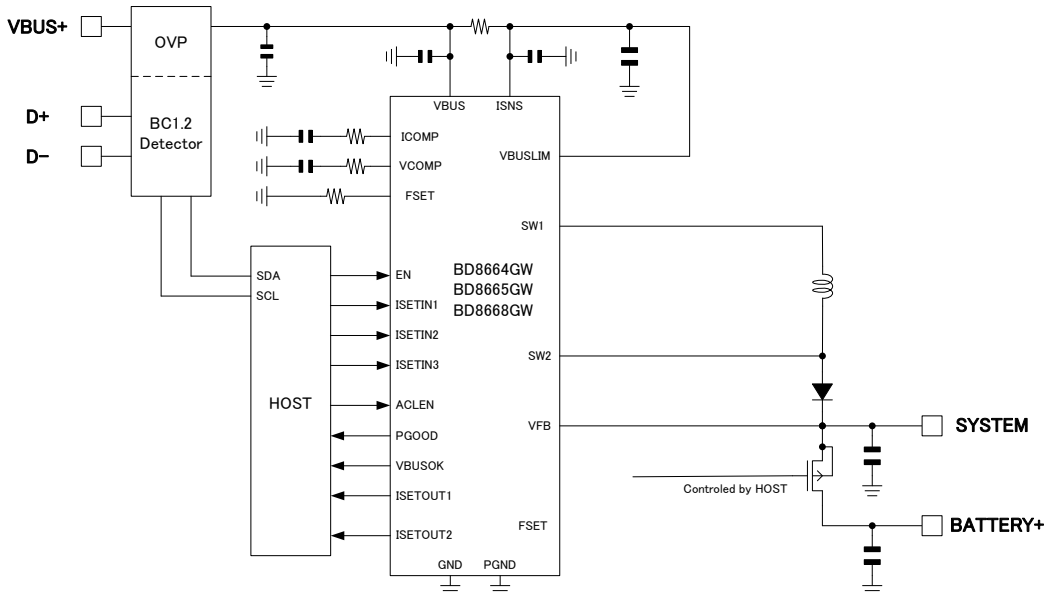 VBUS+
OVP
D+
BC1.2
Detector
D-
VBUS
ISNS
ICOMP
VCOMP
FSET
VBUSLIM
SW1
BD8664GW
BD8665GW
BD8668GW
SDA
SCL
EN
ISETIN1
ISETIN2
ISETIN3
HOST
ACLEN
PGOOD
VBUSOK
ISETOUT1
ISETOUT2
SW2
VFB
SYSTEM
Controled by HOST
FSET
BATTERY+
GND
PGND